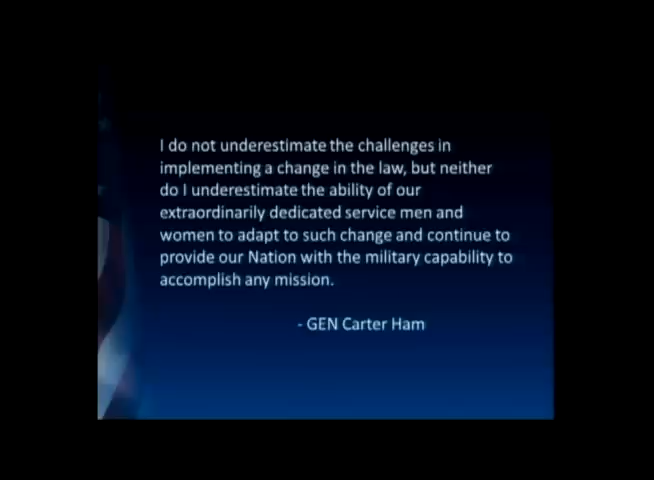 I do not underestimate the challenges in
implementing a change in the law, but neither
do I underestimate the ability of our
extraordinarily dedicated service men and
women to adapt to such change and continue to
provide our Nation with the military capability to
accomplish any mission.
- GEN Carter Ham